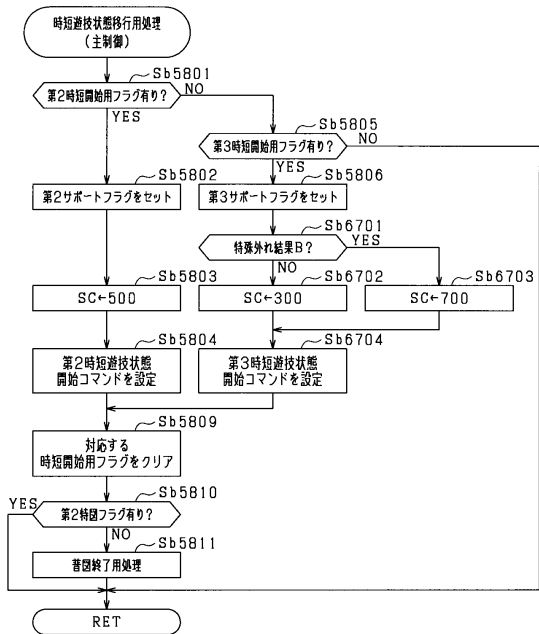 時短遊技状態移行用処理
(主制御)
Sb5801
第2時短開始用フラグ有り?
NO
YES
Sb5805
第3時短開始用フラグ有り?
NO
YES
Sb5802
第2サポートフラグをセット
Sb5806
第3サポートフラグをセット
Sb6701
特殊外れ結果B?
YES
NO
Sb5803
SC←500
Sb6702
SC←300
Sb6703
SC←700
Sb5804
第2時短遊技状態
開始コマンドを設定
Sb6704
第3時短遊技状態
開始コマンドを設定
Sb5809
対応する
時短開始用フラグをクリア
Sb5810
YES
第2特図フラグ有り?
NO
Sb5811
普図終了用処理
RET